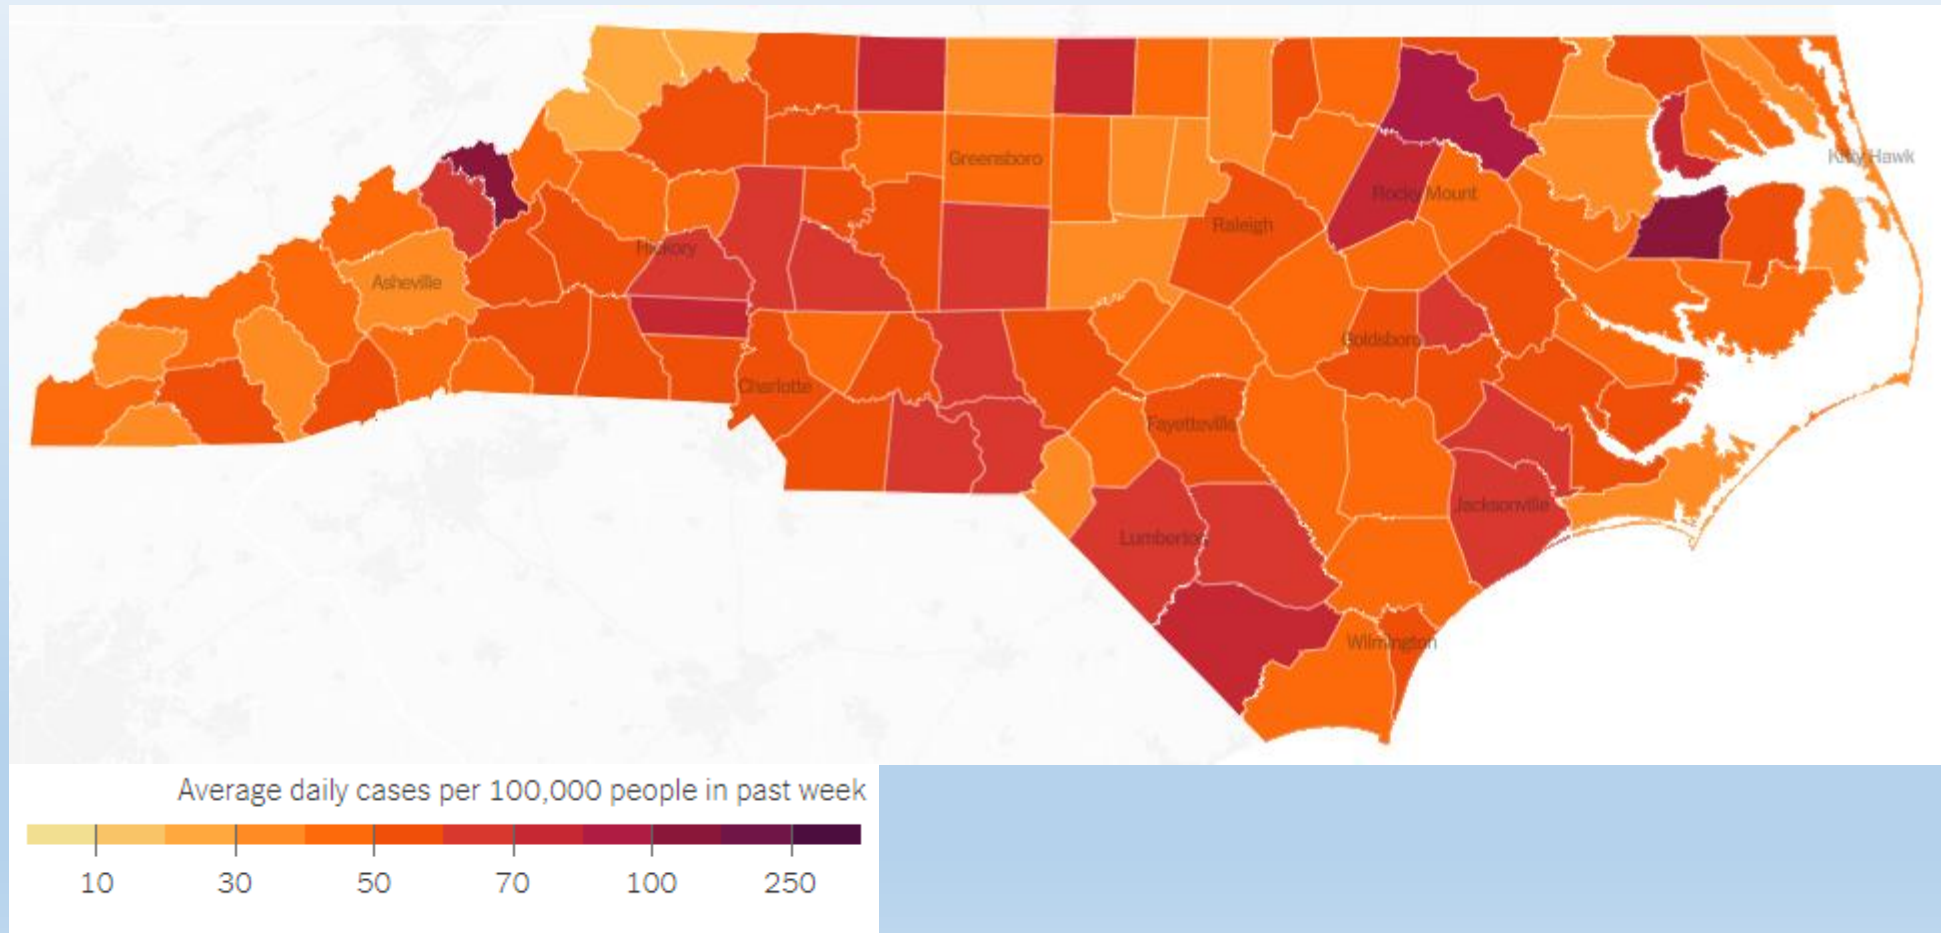 Greensboro
Kitty Hawk
Rocky Mount
Raleigh
Hickory
Asheville
Goldsboro
Charlotte
Fayetteville
Jacksonville
Lumberton
Wilmington
Average daily cases per 100,000 people in past week
10 30 50 70 100 250